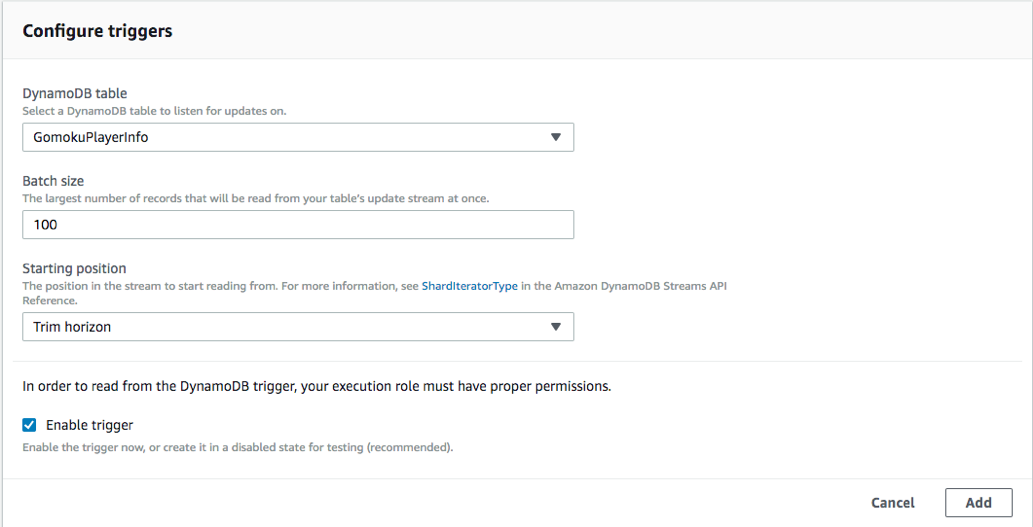 Configure triggers
DynamoDB table
Select a DynamoDB table to listen for updates on.
GomokuPlayerInfo
Batch size
The largest number of records that will be read from your table's update stream at once.
100
Starting position
The position in the stream to start reading from. For more information, see ShardIteratorType in the Amazon DynamoDB Streams API
Reference.
Trim horizon
In order to read from the DynamoDB trigger, your execution role must have proper permissions.
Enable trigger
Enable the trigger now, or create it in a disabled state for testing (recommended).
Cancel Add